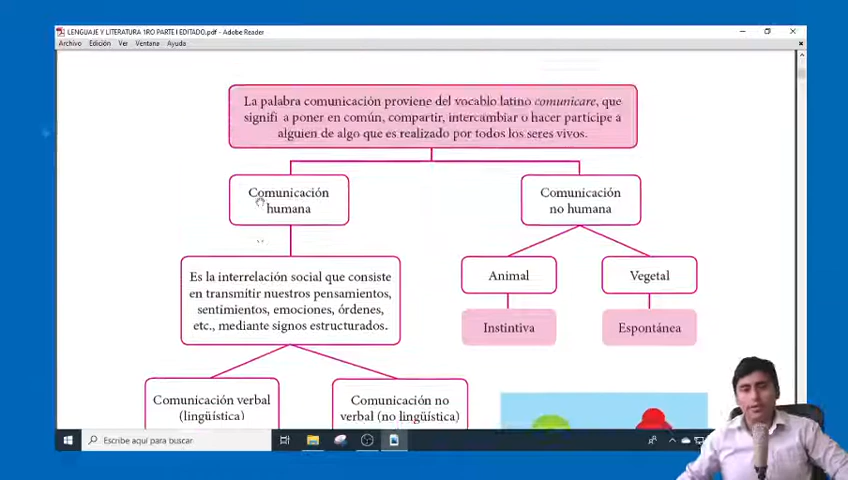 LENGUAJE Y LITERATURA 1RO PARTE I EDITADO.pdf - Adobe Reader
Archivo Edición Ver Ventana Ayuda
La palabra comunicación proviene del vocablo latino comunicare, que
signifi a poner en común, compartir, intercambiar o hacer partícipe a
alguien de algo que es realizado por todos los seres vivos.
Comunicación
humana
Comunicación
no humana
Es la interrelación social que consiste
en transmitir nuestros pensamientos,
sentimientos, emociones, órdenes,
etc., mediante signos estructurados.
Animal
Vegetal
Instintiva
Espontánea
Comunicación verbal
(lingüística)
Comunicación no
verbal (no lingüística)
Escribe aquí para buscar